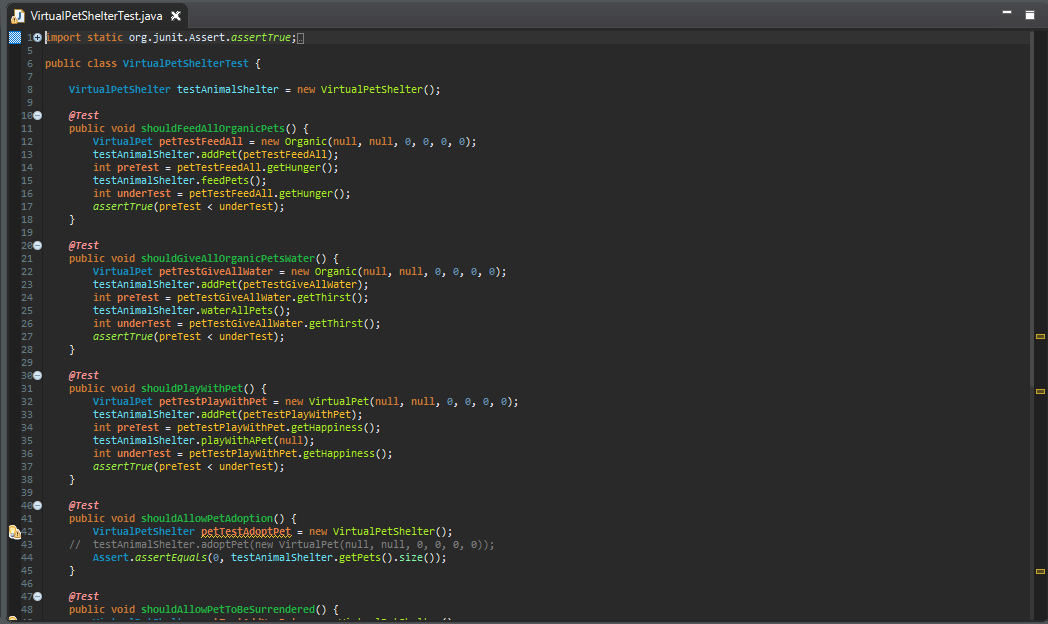 VirtualPetShelterTest.java
1 import static org.junit.Assert.assertTrue;
5
6 public class VirtualPetShelterTest {
7
8 VirtualPetShelter testAnimalShelter = new VirtualPetShelter();
9
10 @Test
11 public void shouldFeedAllOrganicPets() {
12 VirtualPet petTestFeedAll = new Organic(null, null, 0, 0, 0, 0);
13 testAnimalShelter.addPet(petTestFeedAll);
14 int preTest = petTestFeedAll.getHunger();
15 testAnimalShelter.feedPets();
16 int underTest = petTestFeedAll.getHunger();
17 assertTrue(preTest < underTest);
18 }
19
20 @Test
21 public void shouldGiveAllOrganicPetsWater() {
22 VirtualPet petTestGiveAllWater = new Organic(null, null, 0, 0, 0, 0);
23 testAnimalShelter.addPet(petTestGiveAllWater);
24 int preTest = petTestGiveAllWater.getThirst();
25 testAnimalShelter.waterAllPets();
26 int underTest = petTestGiveAllWater.getThirst();
27 assertTrue(preTest < underTest);
28 }
29
30 @Test
31 public void shouldPlayWithPet() {
32 VirtualPet petTestPlayWithPet = new VirtualPet(null, null, 0, 0, 0, 0);
33 testAnimalShelter.addPet(petTestPlayWithPet);
34 int preTest = petTestPlayWithPet.getHappiness();
35 testAnimalShelter.playWithAPet(null);
36 int underTest = petTestPlayWithPet.getHappiness();
37 assertTrue(preTest < underTest);
38 }
39
40 @Test
41 public void shouldAllowPetAdoption() {
42 VirtualPetShelter petTestAdoptPet = new VirtualPetShelter();
43 // testAnimalShelter.adoptPet(new VirtualPet(null, null, 0, 0, 0, 0));
44 Assert.assertEquals(0, testAnimalShelter.getPets().size());
45 }
46
47 @Test
48 public void shouldAllowPetToBeSurrendered() {